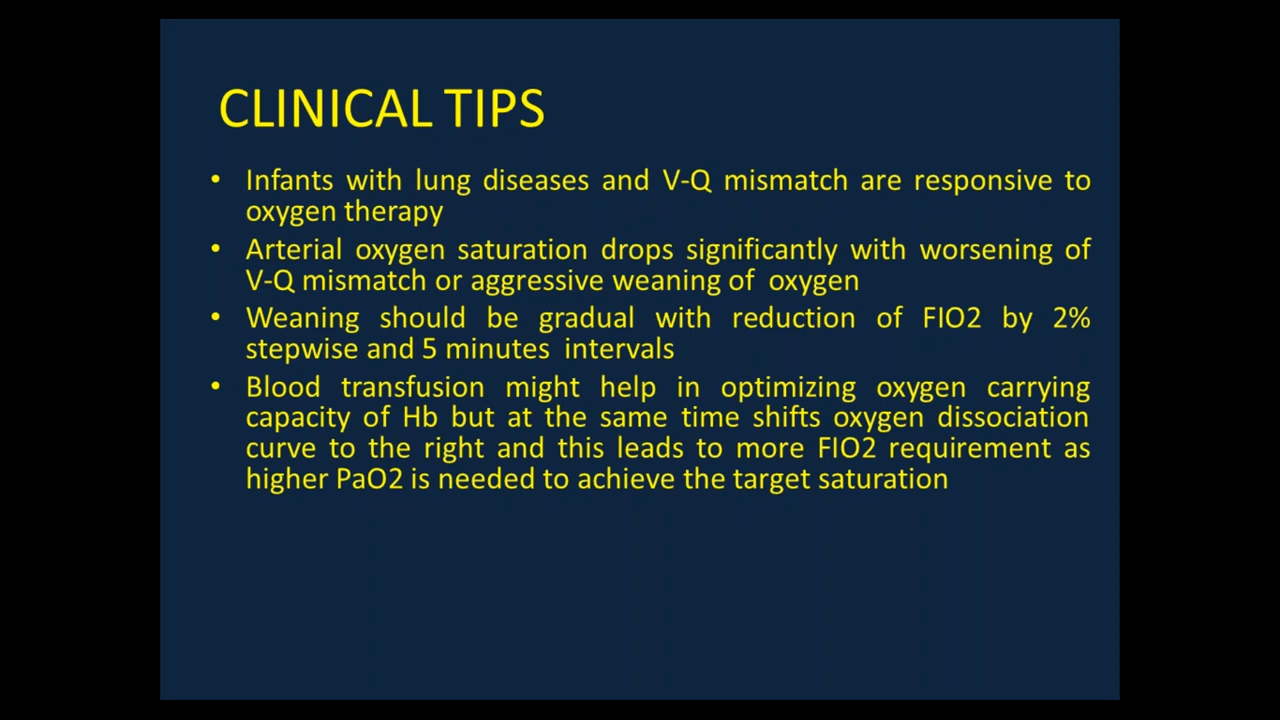 CLINICAL TIPS
• Infants with lung diseases and V-Q mismatch are responsive to
oxygen therapy
• Arterial oxygen saturation drops significantly with worsening of
V-Q mismatch or aggressive weaning of oxygen
• Weaning should be gradual with reduction of FIO2 by 2%
stepwise and 5 minutes intervals
• Blood transfusion might help in optimizing oxygen carrying
capacity of Hb but at the same time shifts oxygen dissociation
curve to the right and this leads to more FIO2 requirement as
higher PaO2 is needed to achieve the target saturation